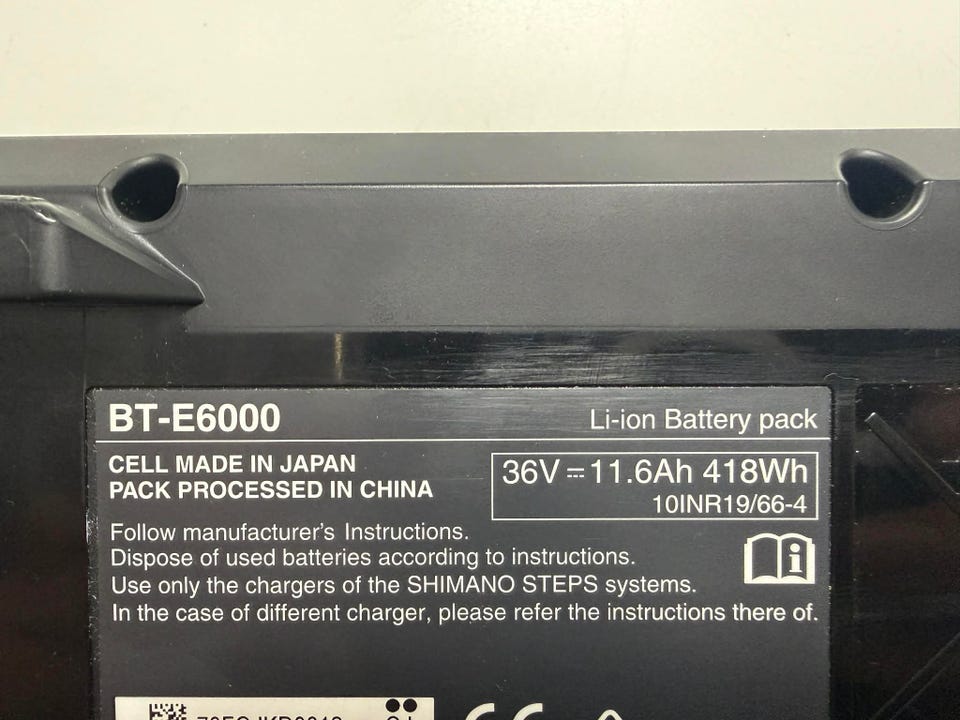 BT-E6000
Li-ion Battery pack
CELL MADE IN JAPAN
PACK PROCESSED IN CHINA
36V⎓11.6Ah 418Wh
10INR19/66-4
Follow manufacturer's Instructions.
Dispose of used batteries according to instructions.
Use only the chargers of the SHIMANO STEPS systems.
In the case of different charger, please refer the instructions there of.
CE